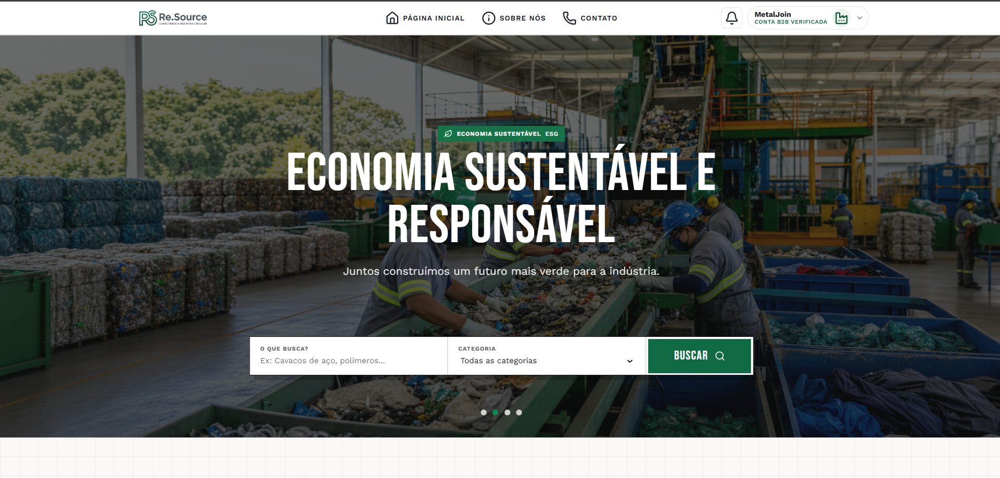 RS Re.Source
CONECTANDO A INDÚSTRIA CIRCULAR
PÁGINA INICIAL
SOBRE NÓS
CONTATO
MetalJoin
CONTA B2B VERIFICADA
ECONOMIA SUSTENTÁVEL ESG
ECONOMIA SUSTENTÁVEL E
RESPONSÁVEL
Juntos construímos um futuro mais verde para a indústria.
O QUE BUSCA?
Ex: Cavacos de aço, polímeros...
CATEGORIA
Todas as categorias
BUSCAR